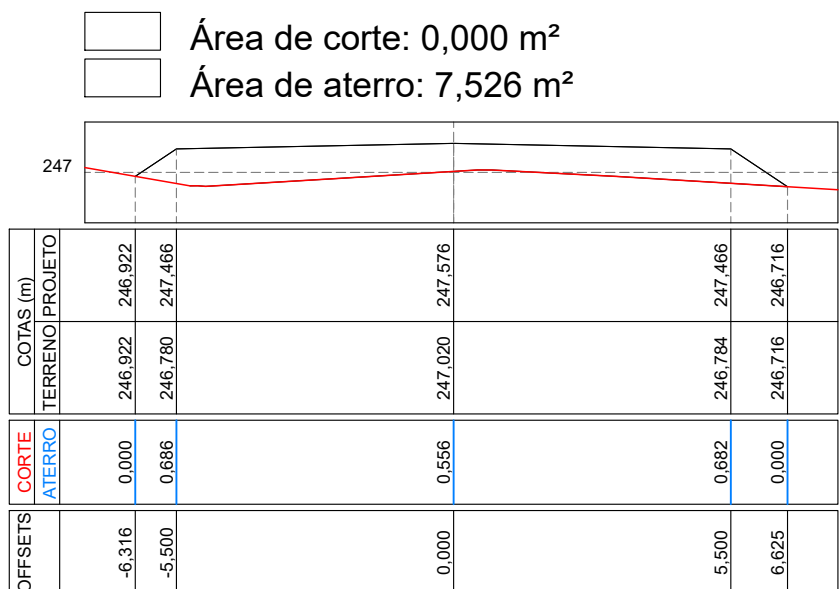 Área de corte: 0,000 m²
Área de aterro: 7,526 m²
247
COTAS (m)
PROJETO
246,922 247,466 247,576 247,466 246,716
TERRENO
246,922 246,780 247,020 246,784 246,716
CORTE
ATERRO
0,000 0,686 0,556 0,682 0,000
OFFSETS
-6,316 -5,500 0,000 5,500 6,625